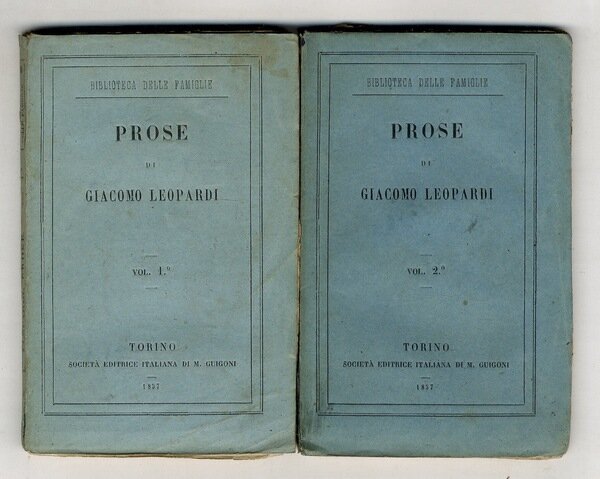 BIBLIOTECA DELLE FAMIGLIE
PROSE
DI
GIACOMO LEOPARDI
VOL. 1.º
TORINO
SOCIETÀ EDITRICE ITALIANA DI M. GUIGONI
1857
BIBLIOTECA DELLE FAMIGLIE
PROSE
DI
GIACOMO LEOPARDI
VOL. 2.º
TORINO
SOCIETÀ EDITRICE ITALIANA DI M. GUIGONI
1857